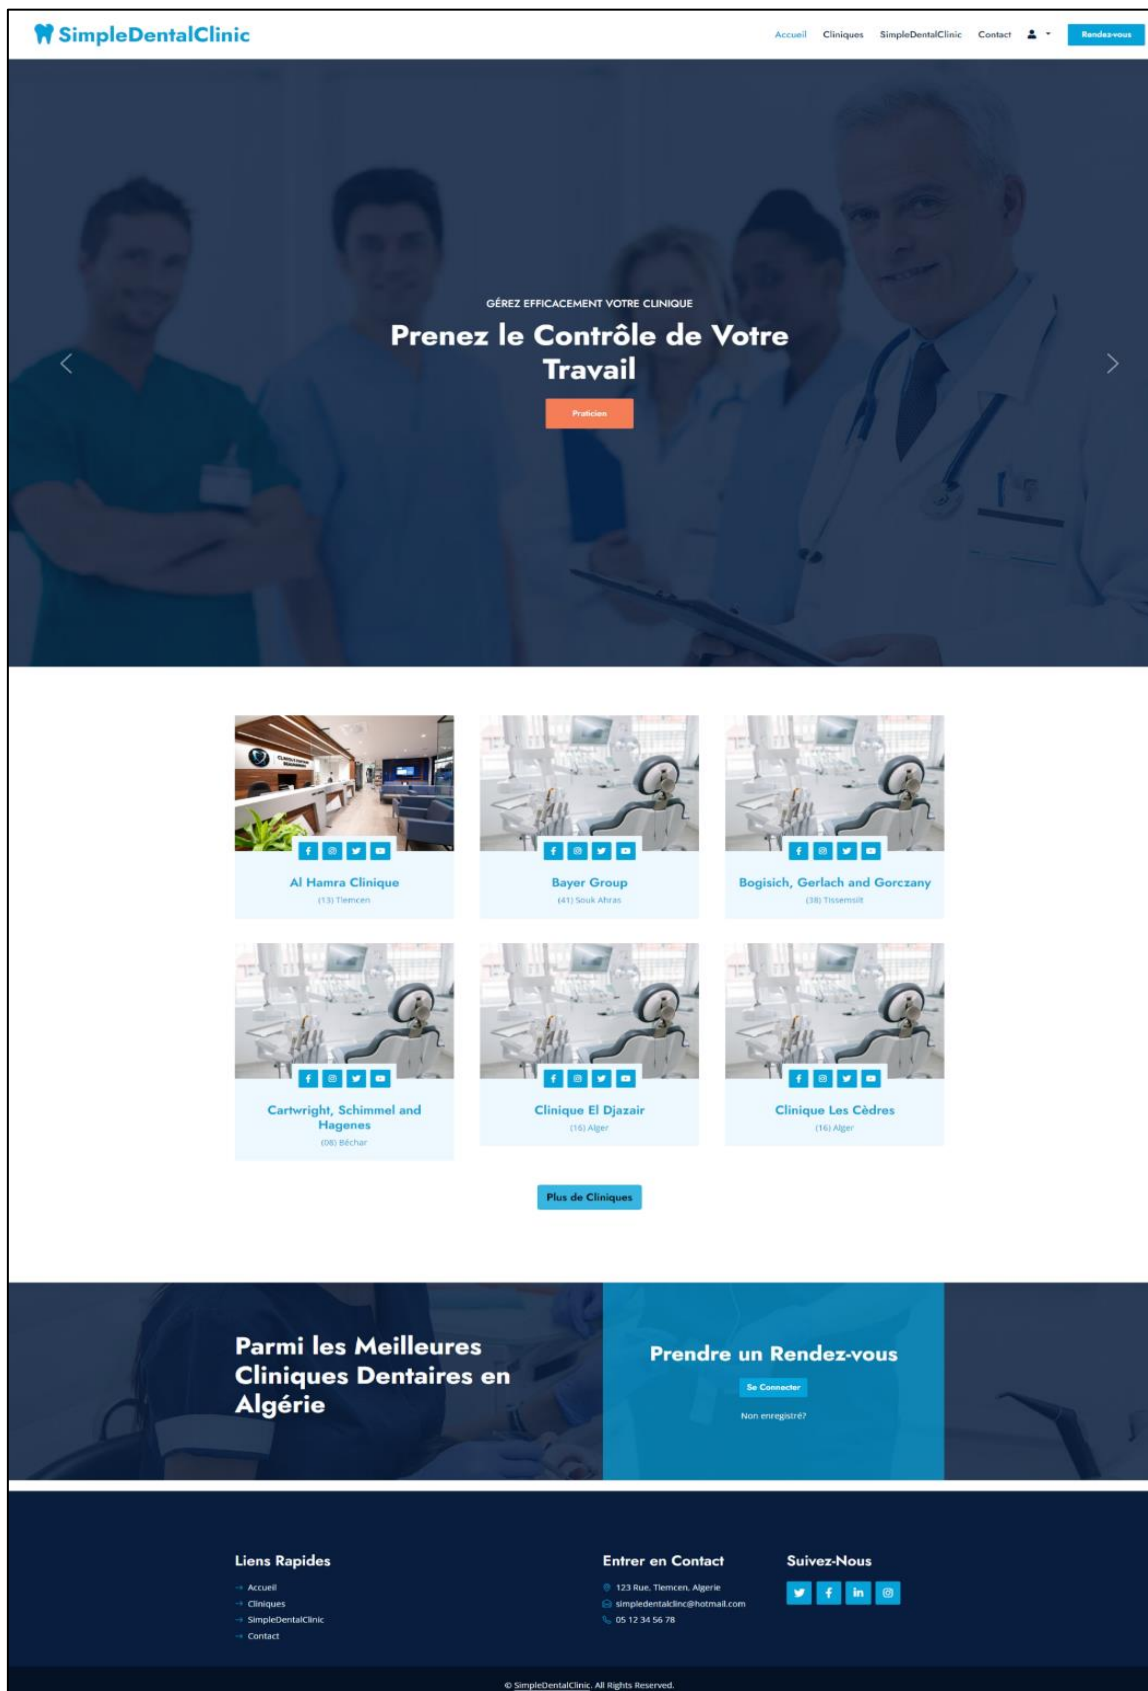 SimpleDentalClinic
Accueil Cliniques SimpleDentalClinic Contact Rendez-vous
GÉREZ EFFICACEMENT VOTRE CLINIQUE
Prenez le Contrôle de Votre
Travail
Praticien
Al Hamra Clinique
(13) Tlemcen
Bayer Group
(41) Souk Ahras
Bogisich, Gerlach and Gorczany
(38) Tissemsilt
Cartwright, Schimmel and
Hagenes
(08) Béchar
Clinique El Djazair
(16) Alger
Clinique Les Cèdres
(16) Alger
Plus de Cliniques
Parmi les Meilleures
Cliniques Dentaires en
Algérie
Prendre un Rendez-vous
Se Connecter
Non enregistré?
Liens Rapides
Accueil
Cliniques
SimpleDentalClinic
Contact
Entrer en Contact
123 Rue, Tlemcen, Algerie
simpledentalclinc@hotmail.com
05 12 34 56 78
Suivez-Nous
© SimpleDentalClinic. All Rights Reserved.